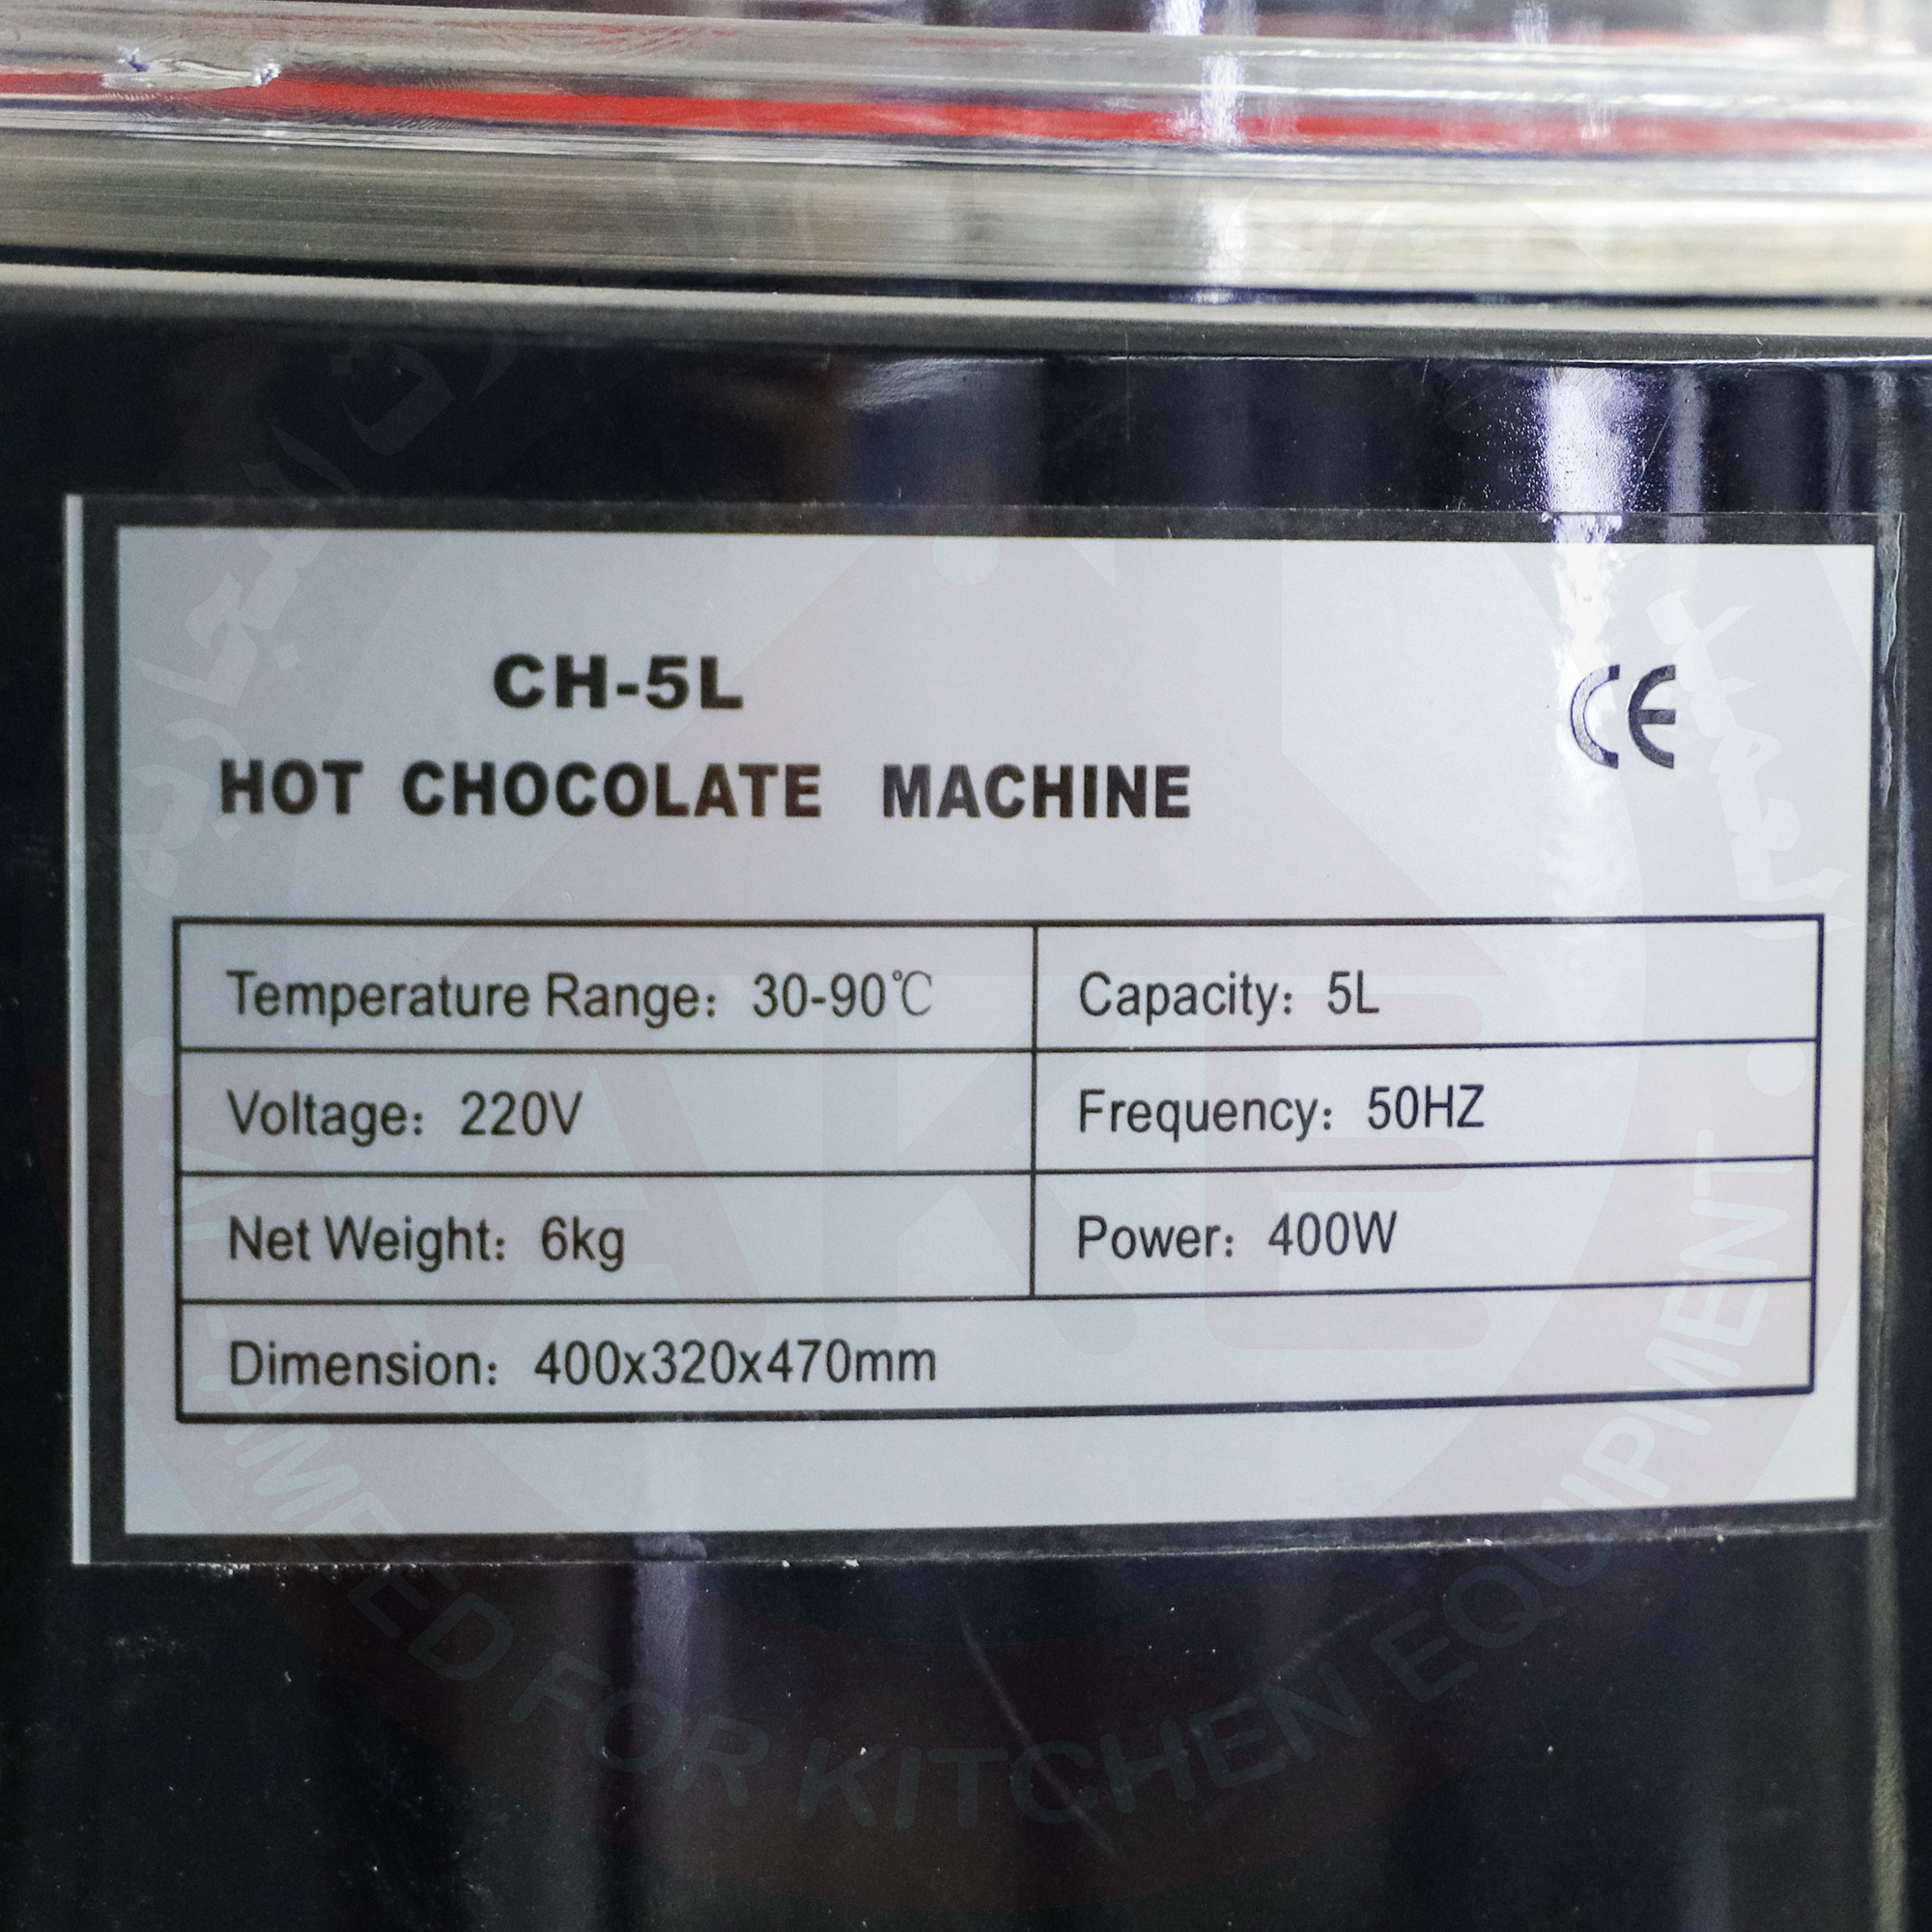 CH-5L
CE
HOT CHOCOLATE MACHINE
Temperature Range: 30-90℃ Capacity: 5L
Voltage: 220V Frequency: 50HZ
Net Weight: 6kg Power: 400W
Dimension: 400x320x470mm
AKE
FOR KITCHEN EQUIPMENT